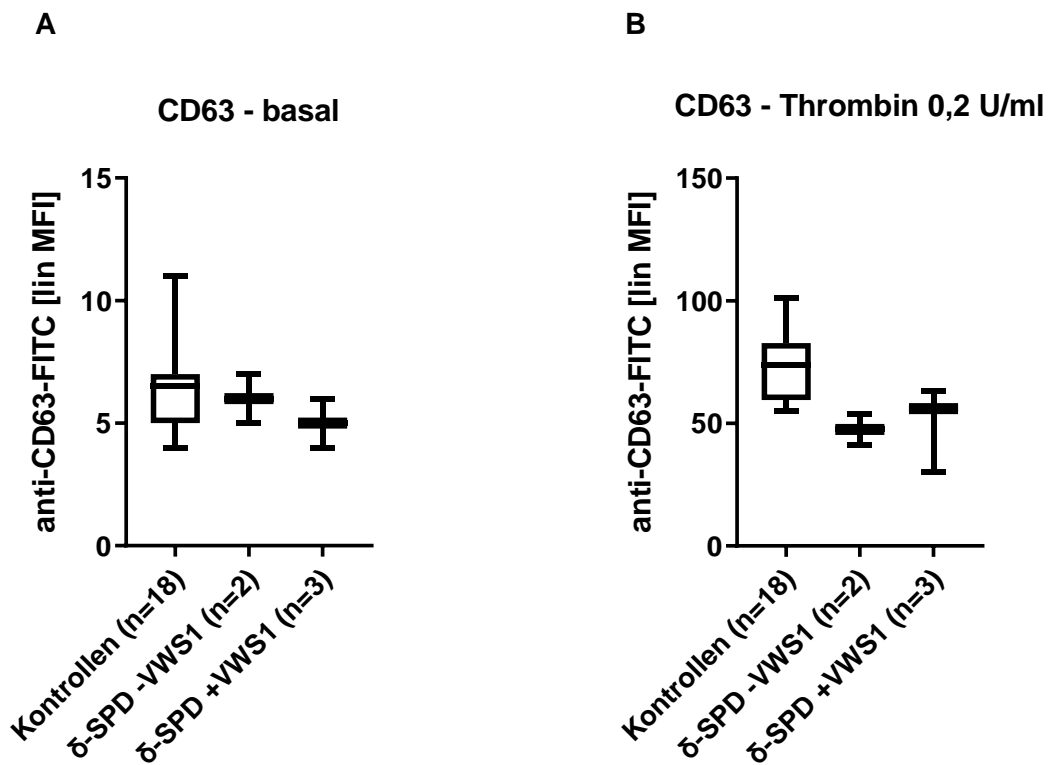 A
CD63 - basal
anti-CD63-FITC [lin MFI]
15
10
5
0
Kontrollen (n=18)
δ-SPD -VWS1 (n=2)
δ-SPD +VWS1 (n=3)
B
CD63 - Thrombin 0,2 U/ml
anti-CD63-FITC [lin MFI]
150
100
50
0
Kontrollen (n=18)
δ-SPD -VWS1 (n=2)
δ-SPD +VWS1 (n=3)